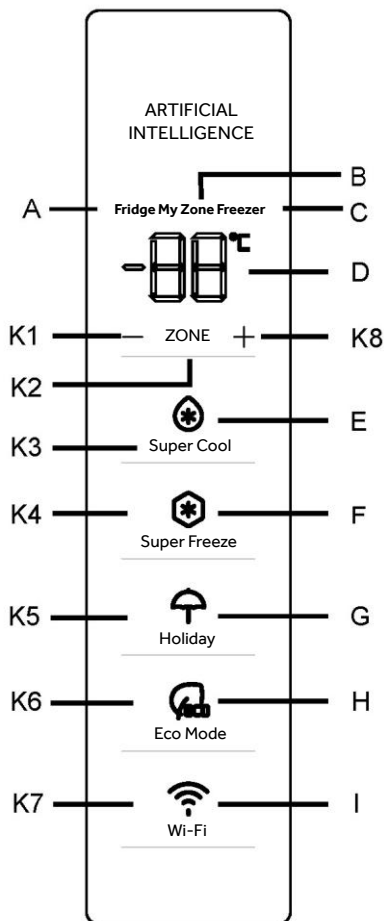 ARTIFICIAL
INTELLIGENCE
B
A Fridge My Zone Freezer C
-88°C D
K1 − ZONE + K8
K2
E
K3 Super Cool
K4 F
Super Freeze
K5 G
Holiday
K6 eco H
Eco Mode
K7 I
Wi-Fi